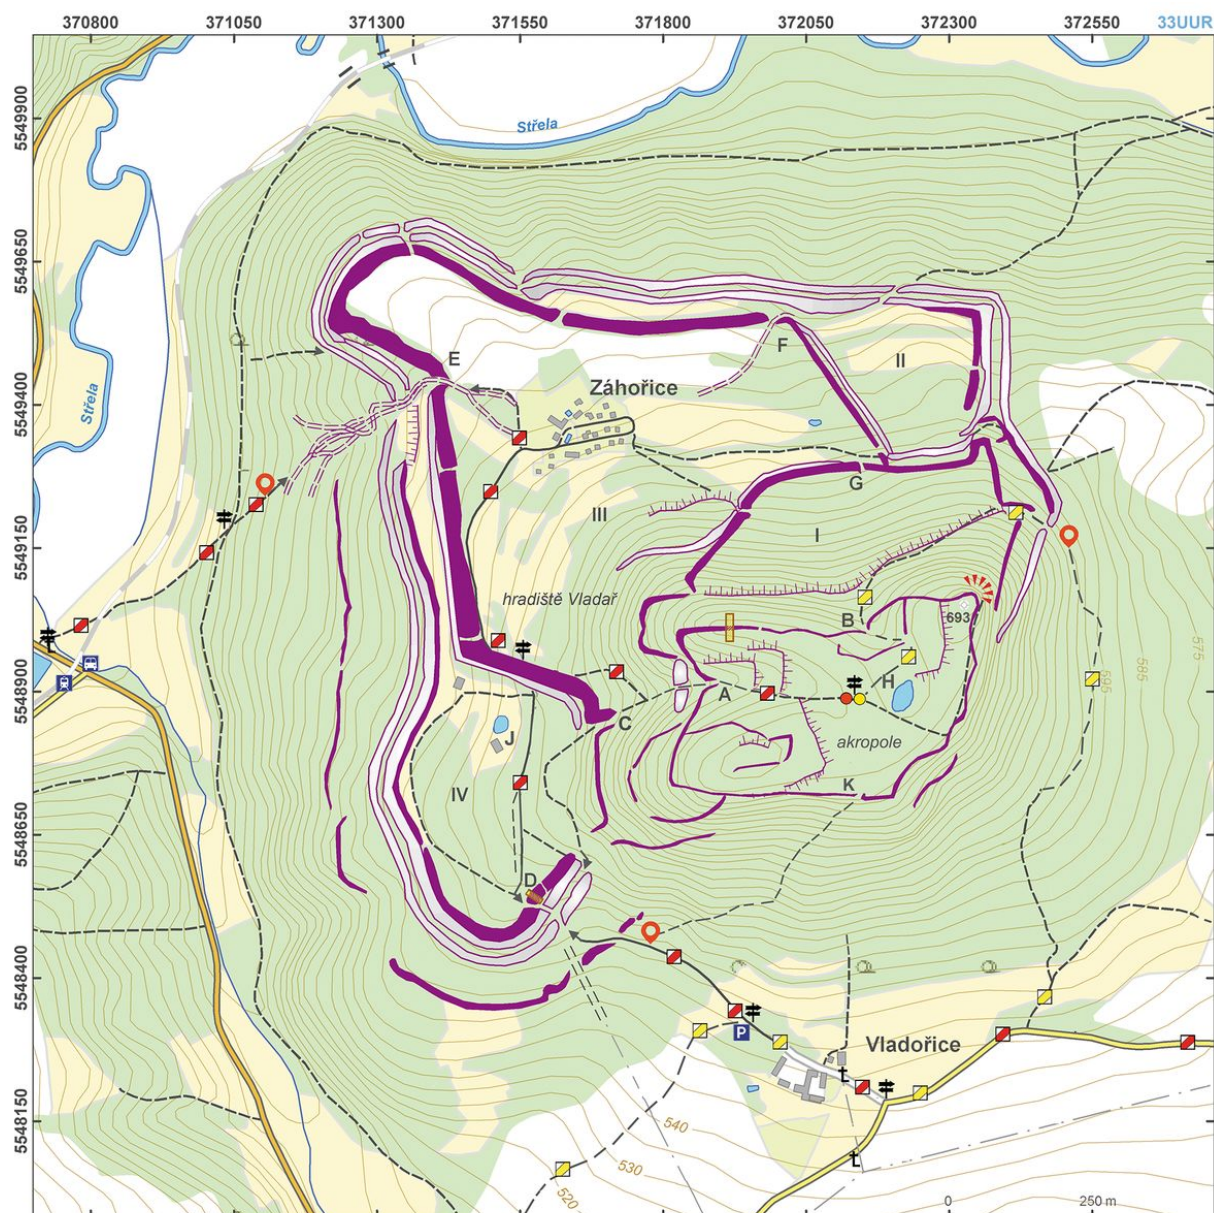 370800 371050 371300 371550 371800 372050 372300 372550 33UUR
5549900
5549650
5549400
5549150
5548900
5548650
5548400
5548150
Střela
Střela
E
F
II
Záhořice
G
III
I
hradiště Vladař
B
693
575
585
595
A
H
C
J
akropole
K
IV
D
P
Vladořice
540
530
520
0 250 m